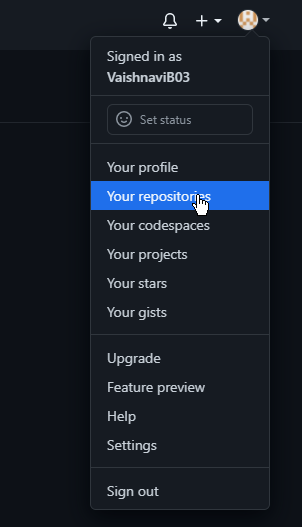 Signed in as
VaishnaviB03
Set status
Your profile
Your repositories
Your codespaces
Your projects
Your stars
Your gists
Upgrade
Feature preview
Help
Settings
Sign out